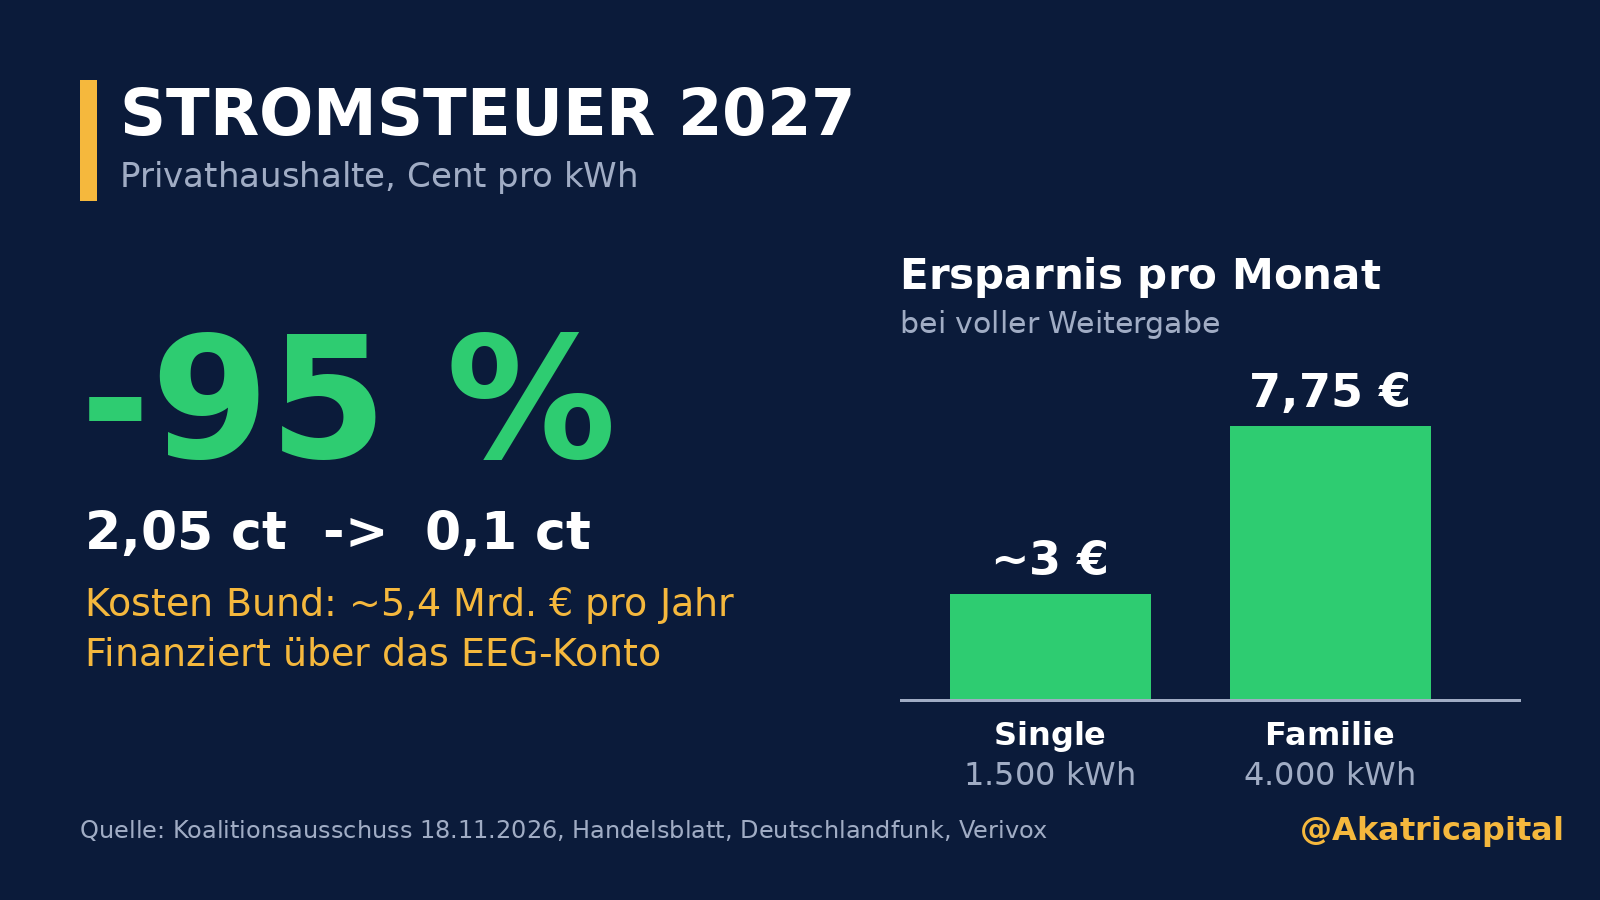 STROMSTEUER 2027
Privathaushalte, Cent pro kWh
-95 %
2,05 ct -> 0,1 ct
Kosten Bund: ~5,4 Mrd. € pro Jahr
Finanziert über das EEG-Konto
Ersparnis pro Monat
bei voller Weitergabe
~3 €
7,75 €
Single
1.500 kWh
Familie
4.000 kWh
Quelle: Koalitionsausschuss 18.11.2026, Handelsblatt, Deutschlandfunk, Verivox
@Akatricapital